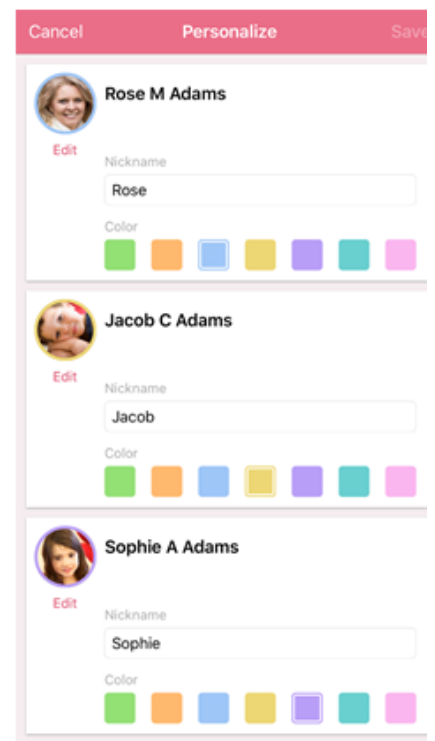 Cancel Personalize Save
Rose M Adams
Edit
Nickname
Rose
Color
Jacob C Adams
Edit
Nickname
Jacob
Color
Sophie A Adams
Edit
Nickname
Sophie
Color